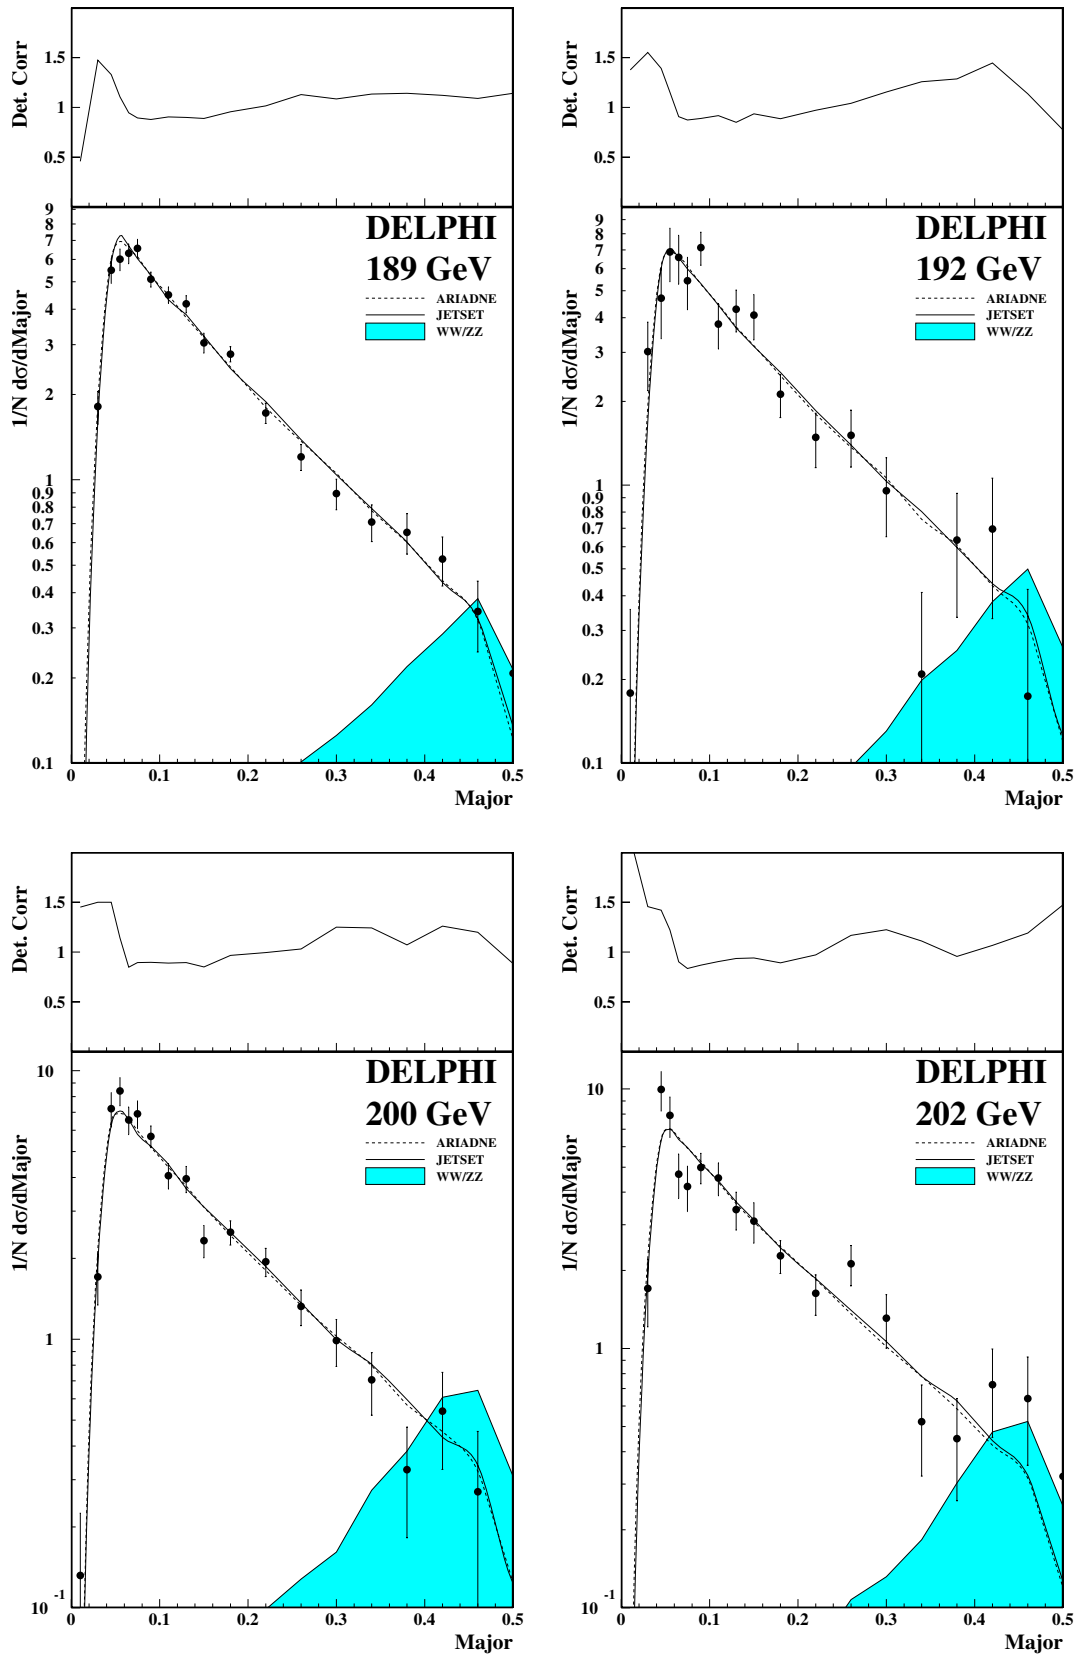 Det. Corr
1.5
1
0.5
1/N dσ/dMajor
9
8
7
6
5
4
3
2
1
0.9
0.8
0.7
0.6
0.5
0.4
0.3
0.2
0.1
DELPHI
189 GeV
ARIADNE
JETSET
WW/ZZ
0 0.1 0.2 0.3 0.4 0.5
Major
Det. Corr
1.5
1
0.5
1/N dσ/dMajor
9
8
7
6
5
4
3
2
1
0.9
0.8
0.7
0.6
0.5
0.4
0.3
0.2
0.1
DELPHI
192 GeV
ARIADNE
JETSET
WW/ZZ
0 0.1 0.2 0.3 0.4 0.5
Major
Det. Corr
1.5
1
0.5
1/N dσ/dMajor
10
1
10 -1
DELPHI
200 GeV
ARIADNE
JETSET
WW/ZZ
0 0.1 0.2 0.3 0.4 0.5
Major
Det. Corr
1.5
1
0.5
1/N dσ/dMajor
10
1
10 -1
DELPHI
202 GeV
ARIADNE
JETSET
WW/ZZ
0 0.1 0.2 0.3 0.4 0.5
Major